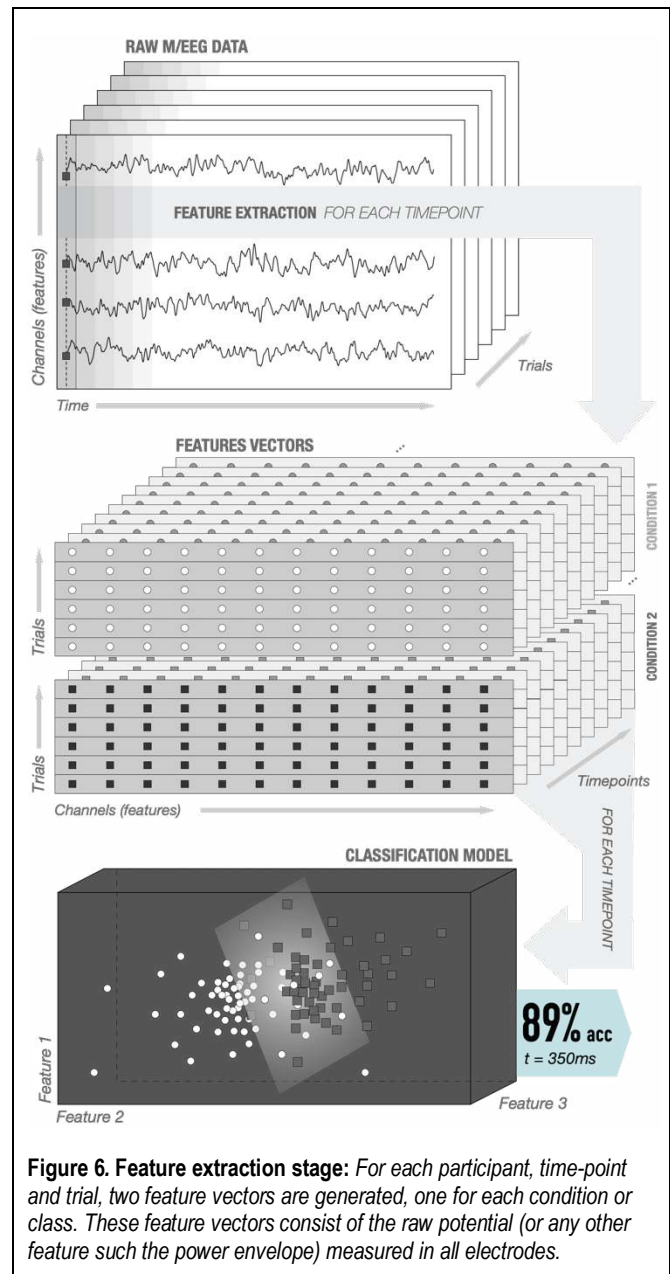 RAW M/EEG DATA
FEATURE EXTRACTION FOR EACH TIMEPOINT
Channels (features)
Trials
Time
FEATURES VECTORS
...
CONDITION 1
...
CONDITION 2
Trials
Trials
Timepoints
Channels (features)
FOR EACH TIMEPOINT
CLASSIFICATION MODEL
89% acc
t = 350ms
Feature 1
Feature 2
Feature 3
Figure 6. Feature extraction stage: For each participant, time-point
and trial, two feature vectors are generated, one for each condition or
class. These feature vectors consist of the raw potential (or any other
feature such the power envelope) measured in all electrodes.